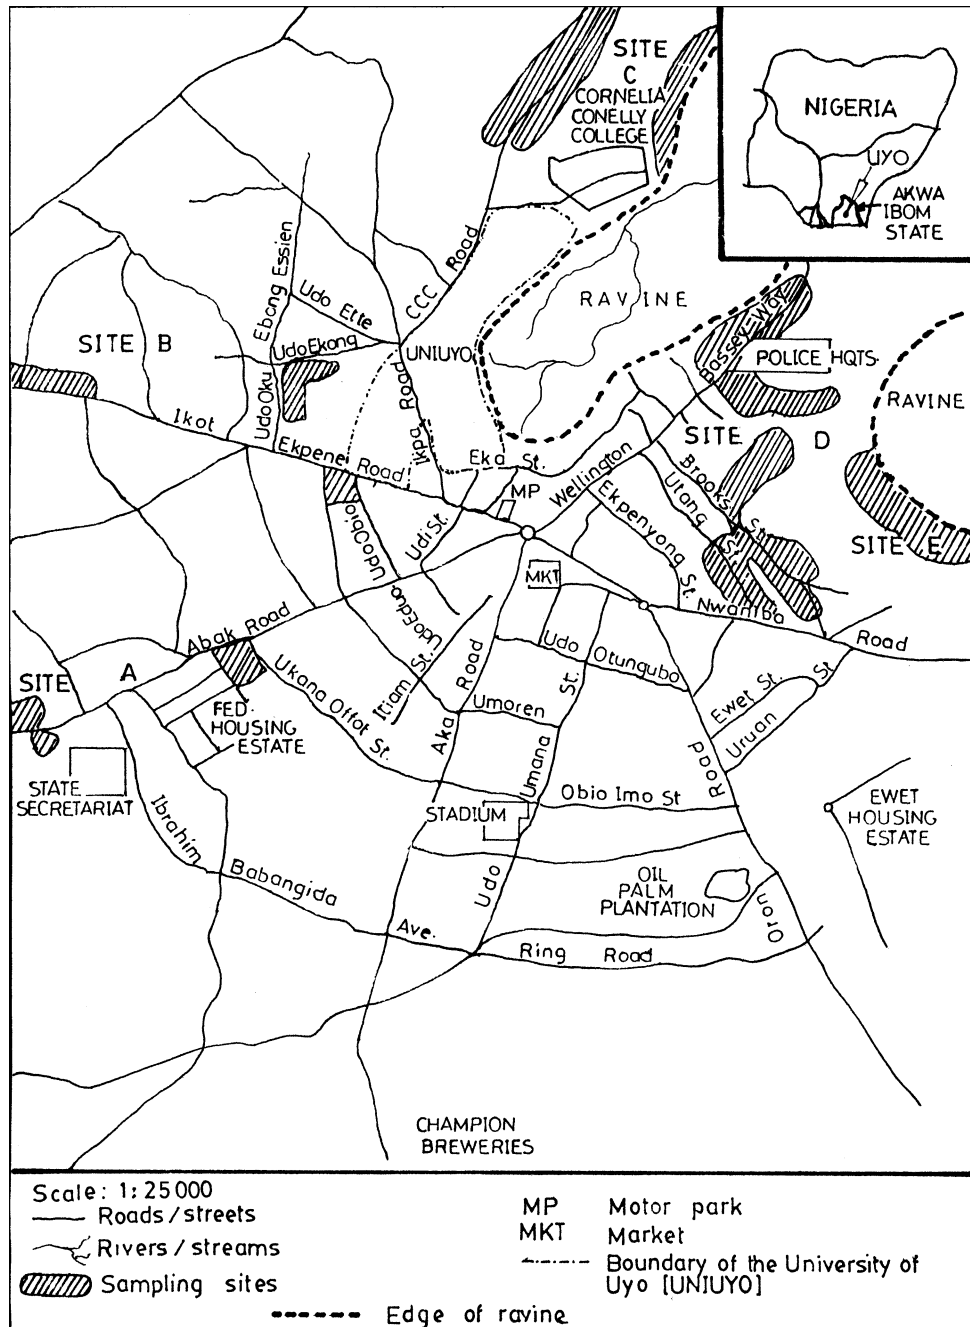 SITE
C
CORNELIA
CONELLY
COLLEGE
NIGERIA
UYO
AKWA
IBOM
STATE
Ebong Essien
Udo Ette
CCC Road
RAVINE
SITE B
Udo Ekong
UNIUYO
Bassey Way
POLICE HQTS.
RAVINE
Udo Oku
Ikot Ekpene Road
Ikpa Road
Eka St.
Wellington
SITE D
Brooks St.
Utang St.
MP
Ekpenyong St.
SITE E
Udo Obio
Udi St.
MKT
Nwaniba Road
Abak Road
Udo Eduo
Itiam St.
Udo Otungubo
SITE A
Ukana Offot St.
Aka Road
Umoren
Ewet St.
Uruan St
FED.
HOUSING
ESTATE
STATE
SECRETARIAT
Udo Umana St.
STADIUM
Obio Imo St
Oron Road
EWET
HOUSING
ESTATE
Ibrahim Babangida Ave.
OIL
PALM
PLANTATION
Ring Road
CHAMPION
BREWERIES
Scale: 1:25000
Roads/streets
Rivers/streams
Sampling sites
MP Motor park
MKT Market
Boundary of the University of
Uyo [UNIUYO]
Edge of ravine